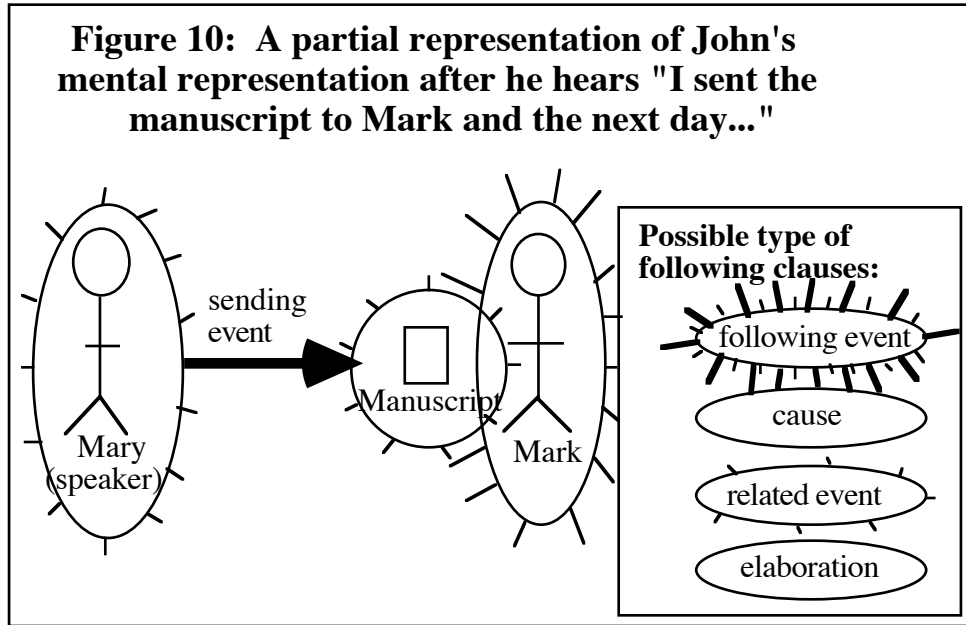 Figure 10:  A partial representation of John's
mental representation after he hears "I sent the
manuscript to Mark and the next day..."
sending
event
Manuscript
Mary
(speaker)
Mark
Possible type of
following clauses:
following event
cause
related event
elaboration